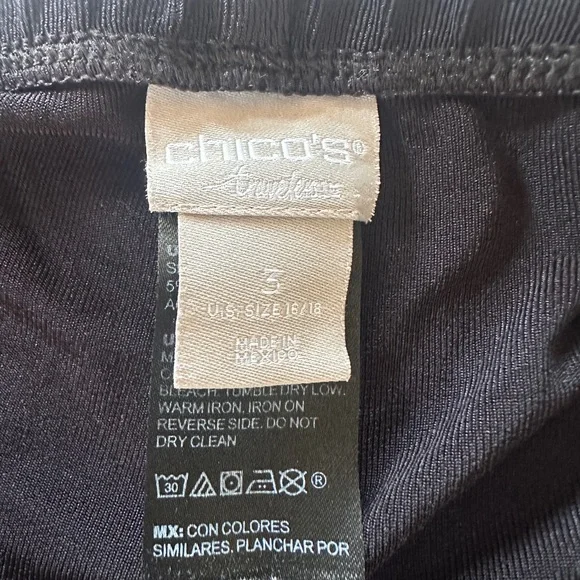 chico's®
Travelers
3
U.S. SIZE 16/18
MADE IN
MEXICO
U
S
5
A
U
M
C
BLEACH. TUMBLE DRY LOW.
WARM IRON. IRON ON
REVERSE SIDE. DO NOT
DRY CLEAN
30
®
MX: CON COLORES
SIMILARES. PLANCHAR POR